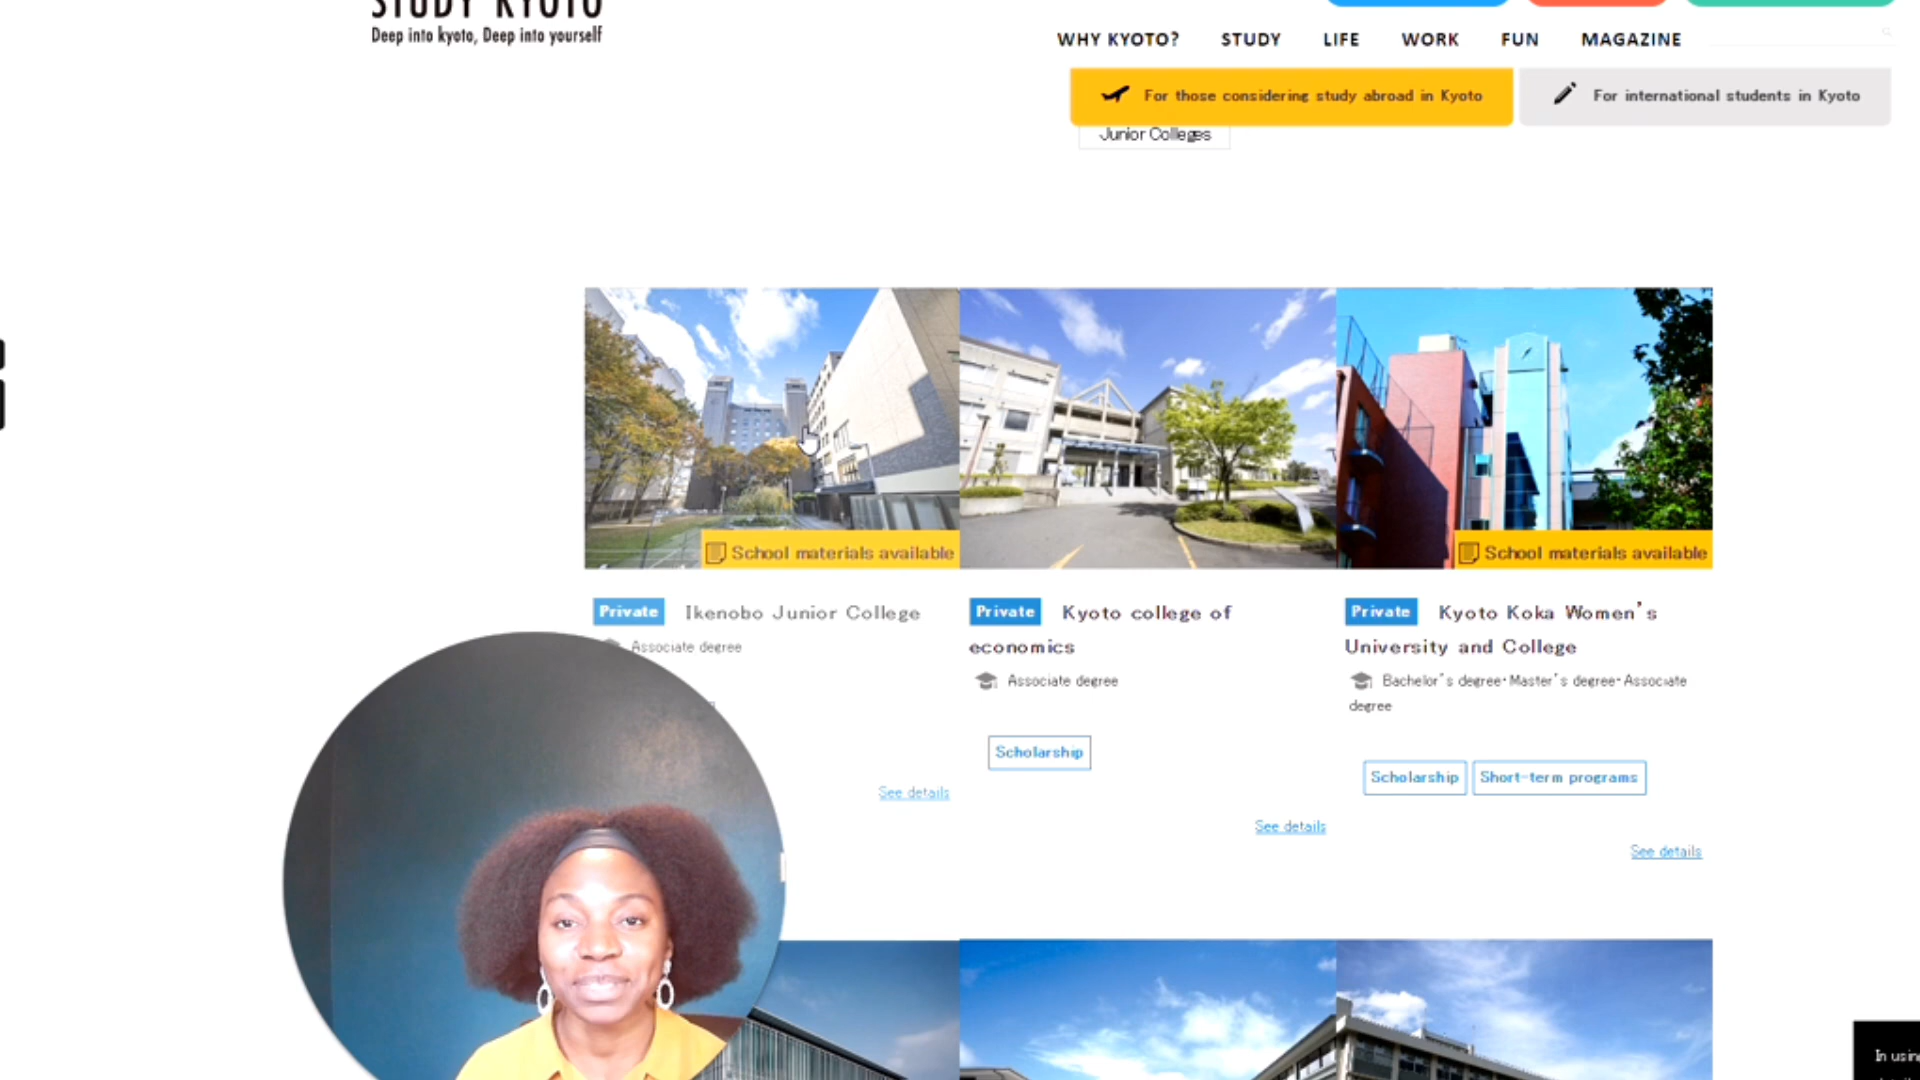 STUDY KYOTO
Deep into kyoto, Deep into yourself
WHY KYOTO? STUDY LIFE WORK FUN MAGAZINE
For those considering study abroad in Kyoto
For international students in Kyoto
Junior Colleges
School materials available
School materials available
Private Ikenobo Junior College
Associate degree
See details
Private Kyoto college of
economics
Associate degree
Scholarship
See details
Private Kyoto Koka Women's
University and College
Bachelor's degree・Master's degree・Associate
degree
Scholarship Short-term programs
See details
In